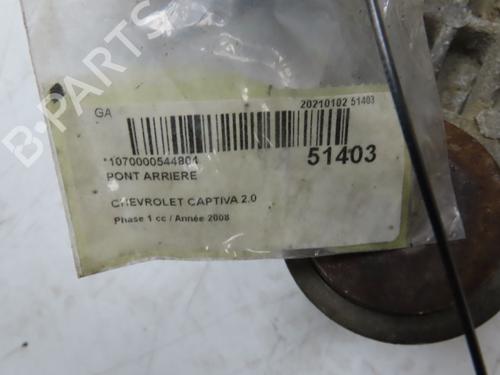 GA
20210102 51403
*1070000544804
51403
PONT ARRIERE
CHEVROLET CAPTIVA 2.0
Phase 1 cc / Année 2008
B-PARTS